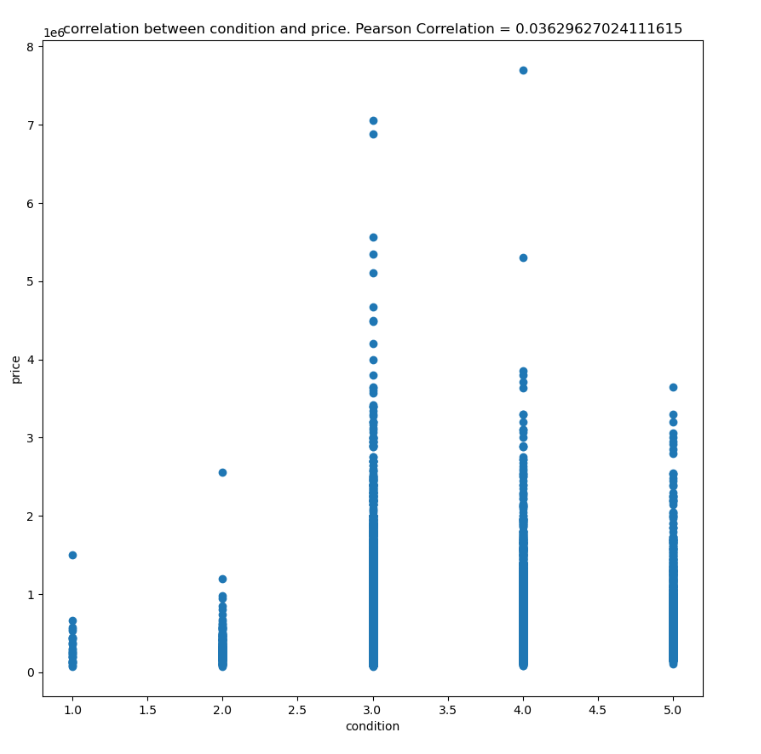 correlation between condition and price. Pearson Correlation = 0.03629627024111615
1e6
8
7
6
5
4
3
2
1
0
price
1.0 1.5 2.0 2.5 3.0 3.5 4.0 4.5 5.0
condition